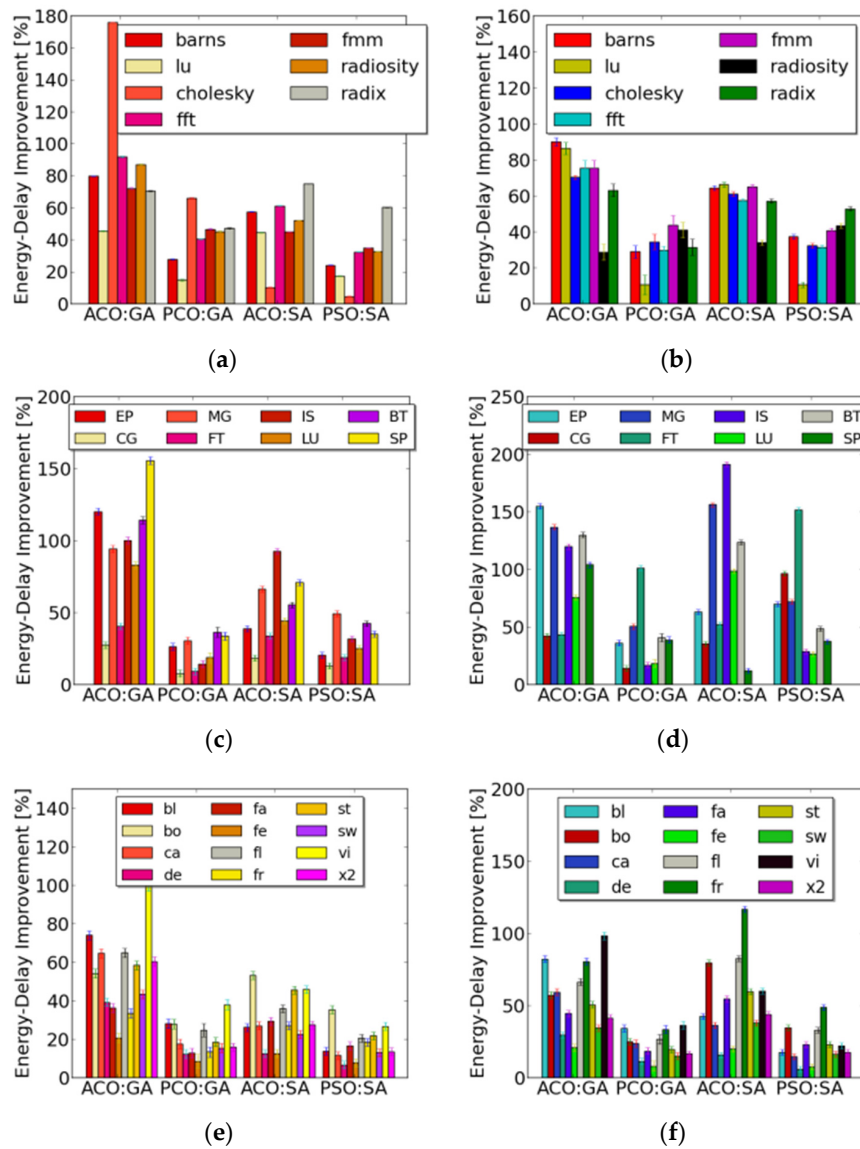 Energy-Delay Improvement [%]
180
160
140
120
100
80
60
40
20
0
barns
lu
cholesky
fft
fmm
radiosity
radix
ACO:GA PCO:GA ACO:SA PSO:SA
(a)
Energy-Delay Improvement [%]
160
140
120
100
80
60
40
20
0
barns
lu
cholesky
fft
fmm
radiosity
radix
ACO:GA PCO:GA ACO:SA PSO:SA
(b)
Energy-Delay Improvement [%]
200
150
100
50
0
EP MG IS BT
CG FT LU SP
ACO:GA PCO:GA ACO:SA PSO:SA
(c)
Energy-Delay Improvement [%]
250
200
150
100
50
0
EP MG IS BT
CG FT LU SP
ACO:GA PCO:GA ACO:SA PSO:SA
(d)
Energy-Delay Improvement [%]
140
120
100
80
60
40
20
0
bl fa st
bo fe sw
ca fl vi
de fr x2
ACO:GA PCO:GA ACO:SA PSO:SA
(e)
Energy-Delay Improvement [%]
200
150
100
50
0
bl fa st
bo fe sw
ca fl vi
de fr x2
ACO:GA PCO:GA ACO:SA PSO:SA
(f)